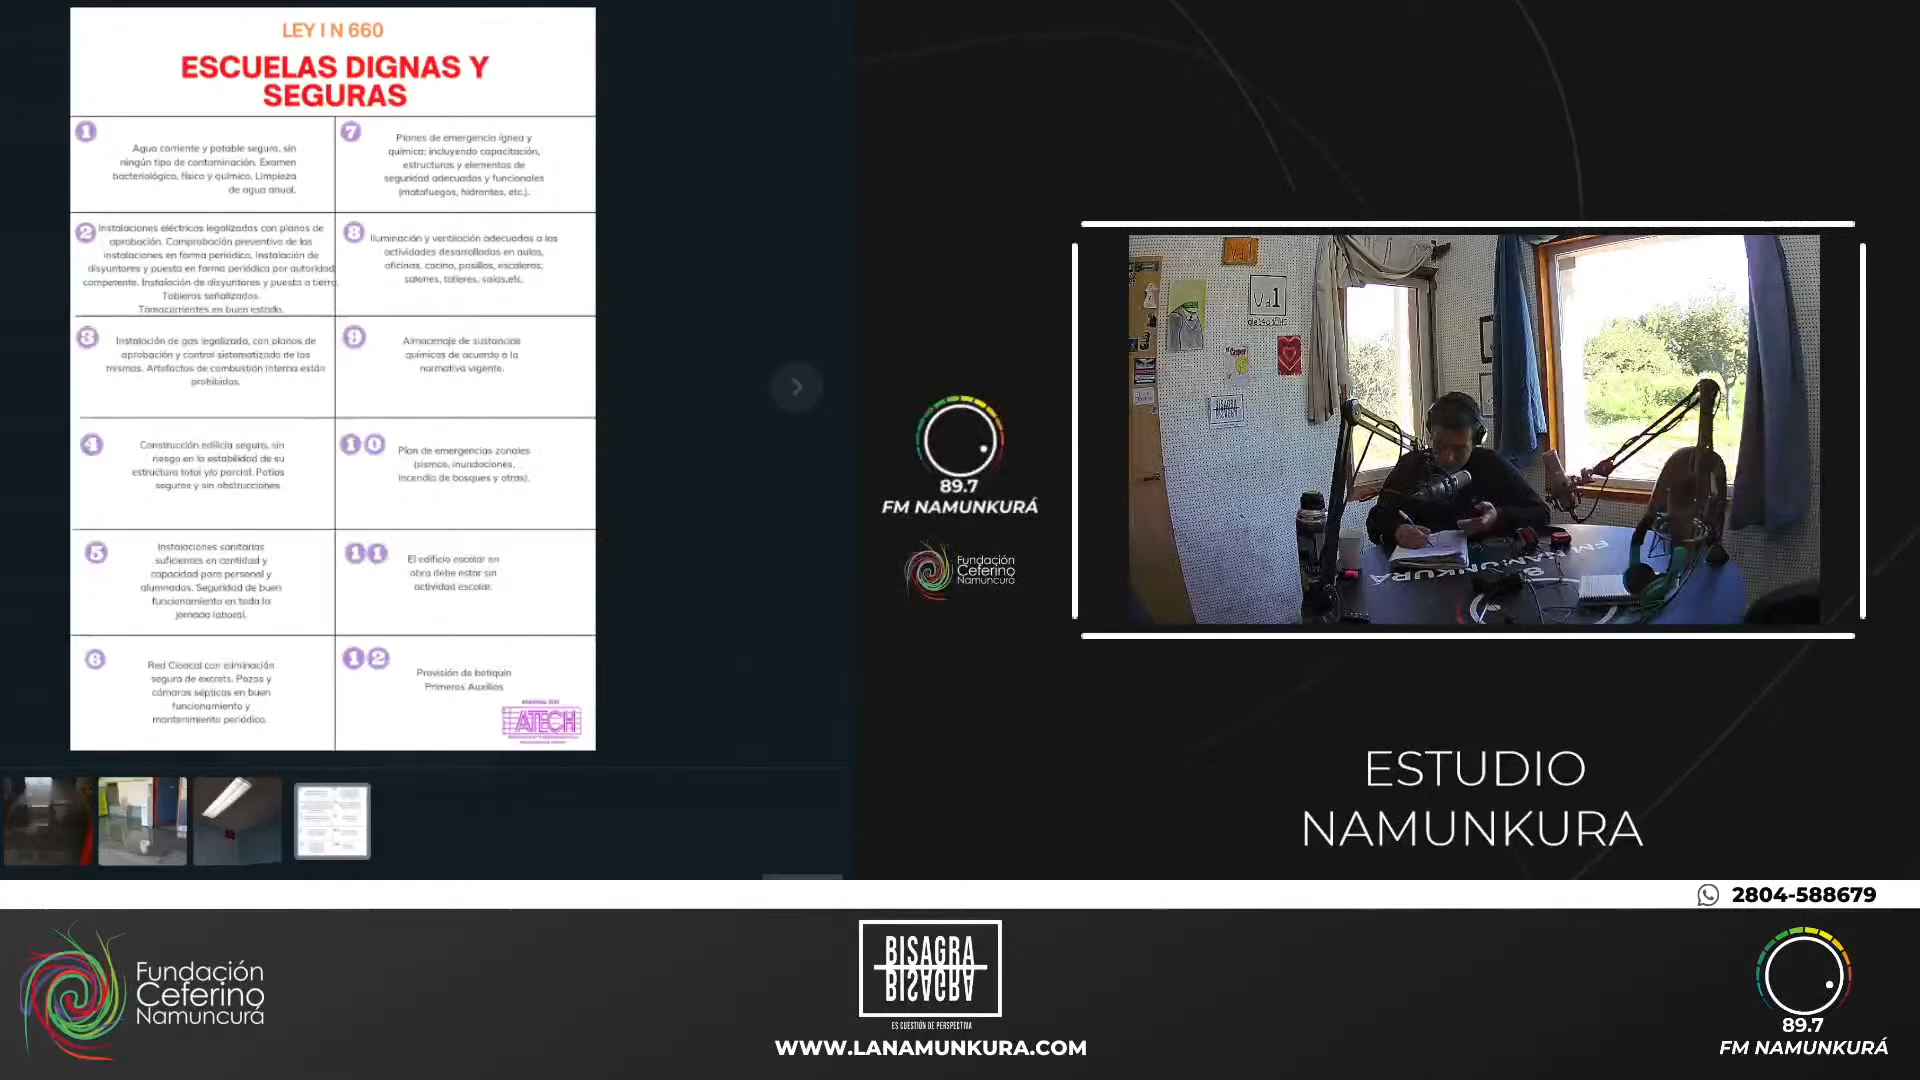 LEY I N 660
ESCUELAS DIGNAS Y
SEGURAS
1
Agua corriente y potable segura, sin
ningún tipo de contaminación. Examen
bacteriológico, físico y químico. Limpieza
de agua anual.
2
Instalaciones eléctricas legalizadas con planos de
aprobación. Comprobación preventiva de las
instalaciones en forma periódica. Instalación de
disyuntores y puesta en forma periódica por autoridad
competente. Instalación de disyuntores y puesta a tierra.
Tableros señalizados.
Tomacorrientes en buen estado.
3
Instalación de gas legalizada, con planos de
aprobación y control sistematizado de las
mismas. Artefactos de combustión interna están
prohibidos.
4
Construcción edilicia segura, sin
riesgo en la estabilidad de su
estructura total y/o parcial. Patios
seguros y sin obstrucciones
5
Instalaciones sanitarias
suficientes en cantidad y
capacidad para personal y
alumnados. Seguridad de buen
funcionamiento en toda la
jornada laboral.
6
Red Cloacal con eliminación
segura de excrets. Pozos y
cámaras sépticas en buen
funcionamiento y
mantenimiento periódico.
7
Planes de emergencia ígnea y
química; incluyendo capacitación,
estructuras y elementos de
seguridad adecuados y funcionales
(matafuegos, hidrantes, etc.).
8
Iluminación y ventilación adecuadas a las
actividades desarrolladas en aulas,
oficinas, cocina, pasillos, escaleras,
salones, talleres, salas,etc.
9
Almacenaje de sustancias
químicas de acuerdo a la
normativa vigente.
10
Plan de emergencias zonales
(sismos, inundaciones,
incendio de bosques y otras).
11
El edificio escolar en
obra debe estar sin
actividad escolar.
12
Provisión de botiquín
Primeros Auxilios
ATECH
89.7
FM NAMUNKURÁ
Fundación
Ceferino
Namuncurá
Vd1
BISAGRA
FM NAMUNKURA
ESTUDIO
NAMUNKURA
2804-588679
Fundación
Ceferino
Namuncurá
BISAGRA
BISAGRA
ES CUESTIÓN DE PERSPECTIVA
WWW.LANAMUNKURA.COM
89.7
FM NAMUNKURÁ